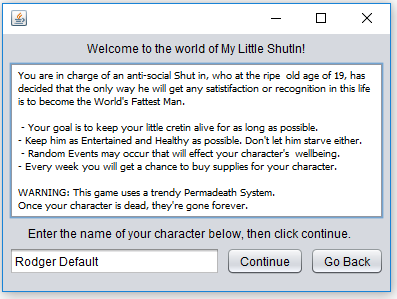 Welcome to the world of My Little ShutIn!
You are in charge of an anti-social Shut in, who at the ripe  old age of 19, has
decided that the only way he will get any satisifaction or recognition in this life
is to become the World's Fattest Man.
- Your goal is to keep your little cretin alive for as long as possible.
- Keep him as Entertained and Healthy as possible. Don't let him starve either.
- Random Events may occur that will effect your character's  wellbeing.
- Every week you will get a chance to buy supplies for your character.
WARNING: This game uses a trendy Permadeath System.
Once your character is dead, they're gone forever.
Enter the name of your character below, then click continue.
Rodger Default
Continue
Go Back